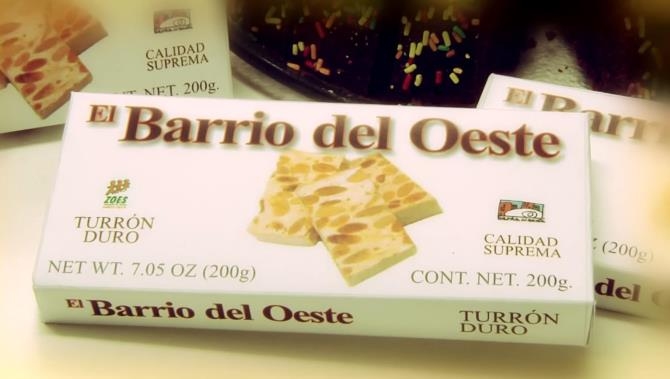 CALIDAD
SUPREMA
NET. 200g.
El Barrio del Oeste
ZOES
TURRÓN
DURO
NET WT. 7.05 OZ (200g)
CALIDAD
SUPREMA
CONT. NET. 200g.
El Barrio del Oeste
TURRÓN
DURO
El Barri
(200g)
del